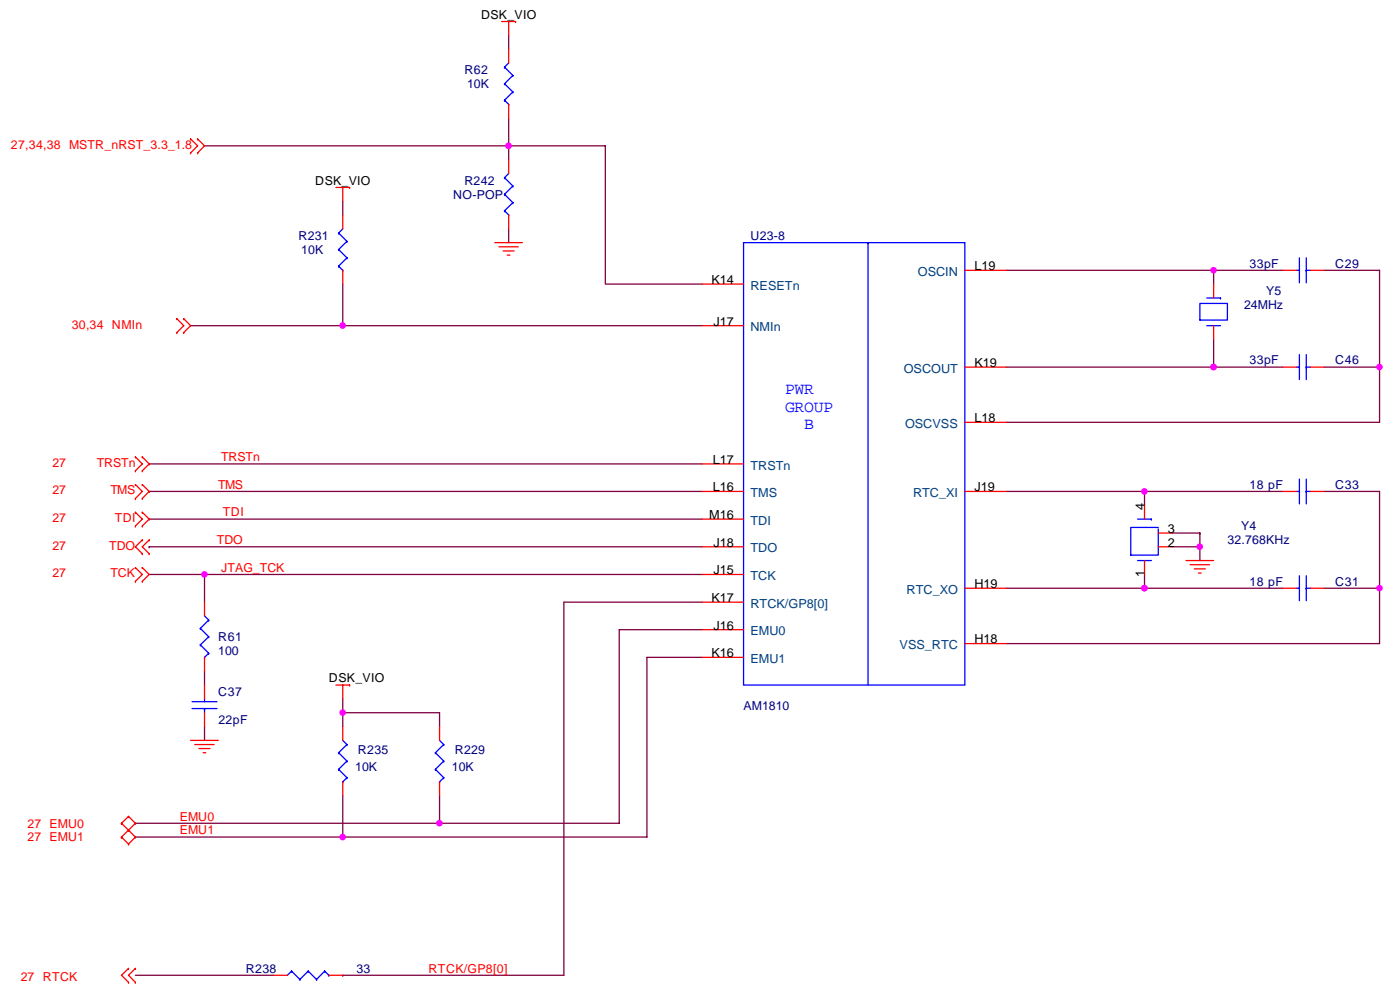 DSK_VIO
R62
10K
27,34,38 MSTR_nRST_3.3_1.8
DSK_VIO
R242
NO-POP
R231
10K
30,34 NMIn
U23-8
K14 RESETn
J17 NMIn
PWR
GROUP
B
OSCIN L19
33pF C29
Y5
24MHz
OSCOUT K19
33pF C46
OSCVSS L18
27 TRSTn TRSTn L17 TRSTn
27 TMS TMS L16 TMS
27 TDI TDI M16 TDI
27 TDO TDO J18 TDO
27 TCK JTAG_TCK J15 TCK
K17 RTCK/GP8[0]
J16 EMU0
K16 EMU1
RTC_XI J19
18 pF C33
4
3
2
1
Y4
32.768KHz
RTC_XO H19
18 pF C31
VSS_RTC H18
AM1810
R61
100
C37
22pF
DSK_VIO
R235
10K
R229
10K
27 EMU0 EMU0
27 EMU1 EMU1
27 RTCK R238 33 RTCK/GP8[0]